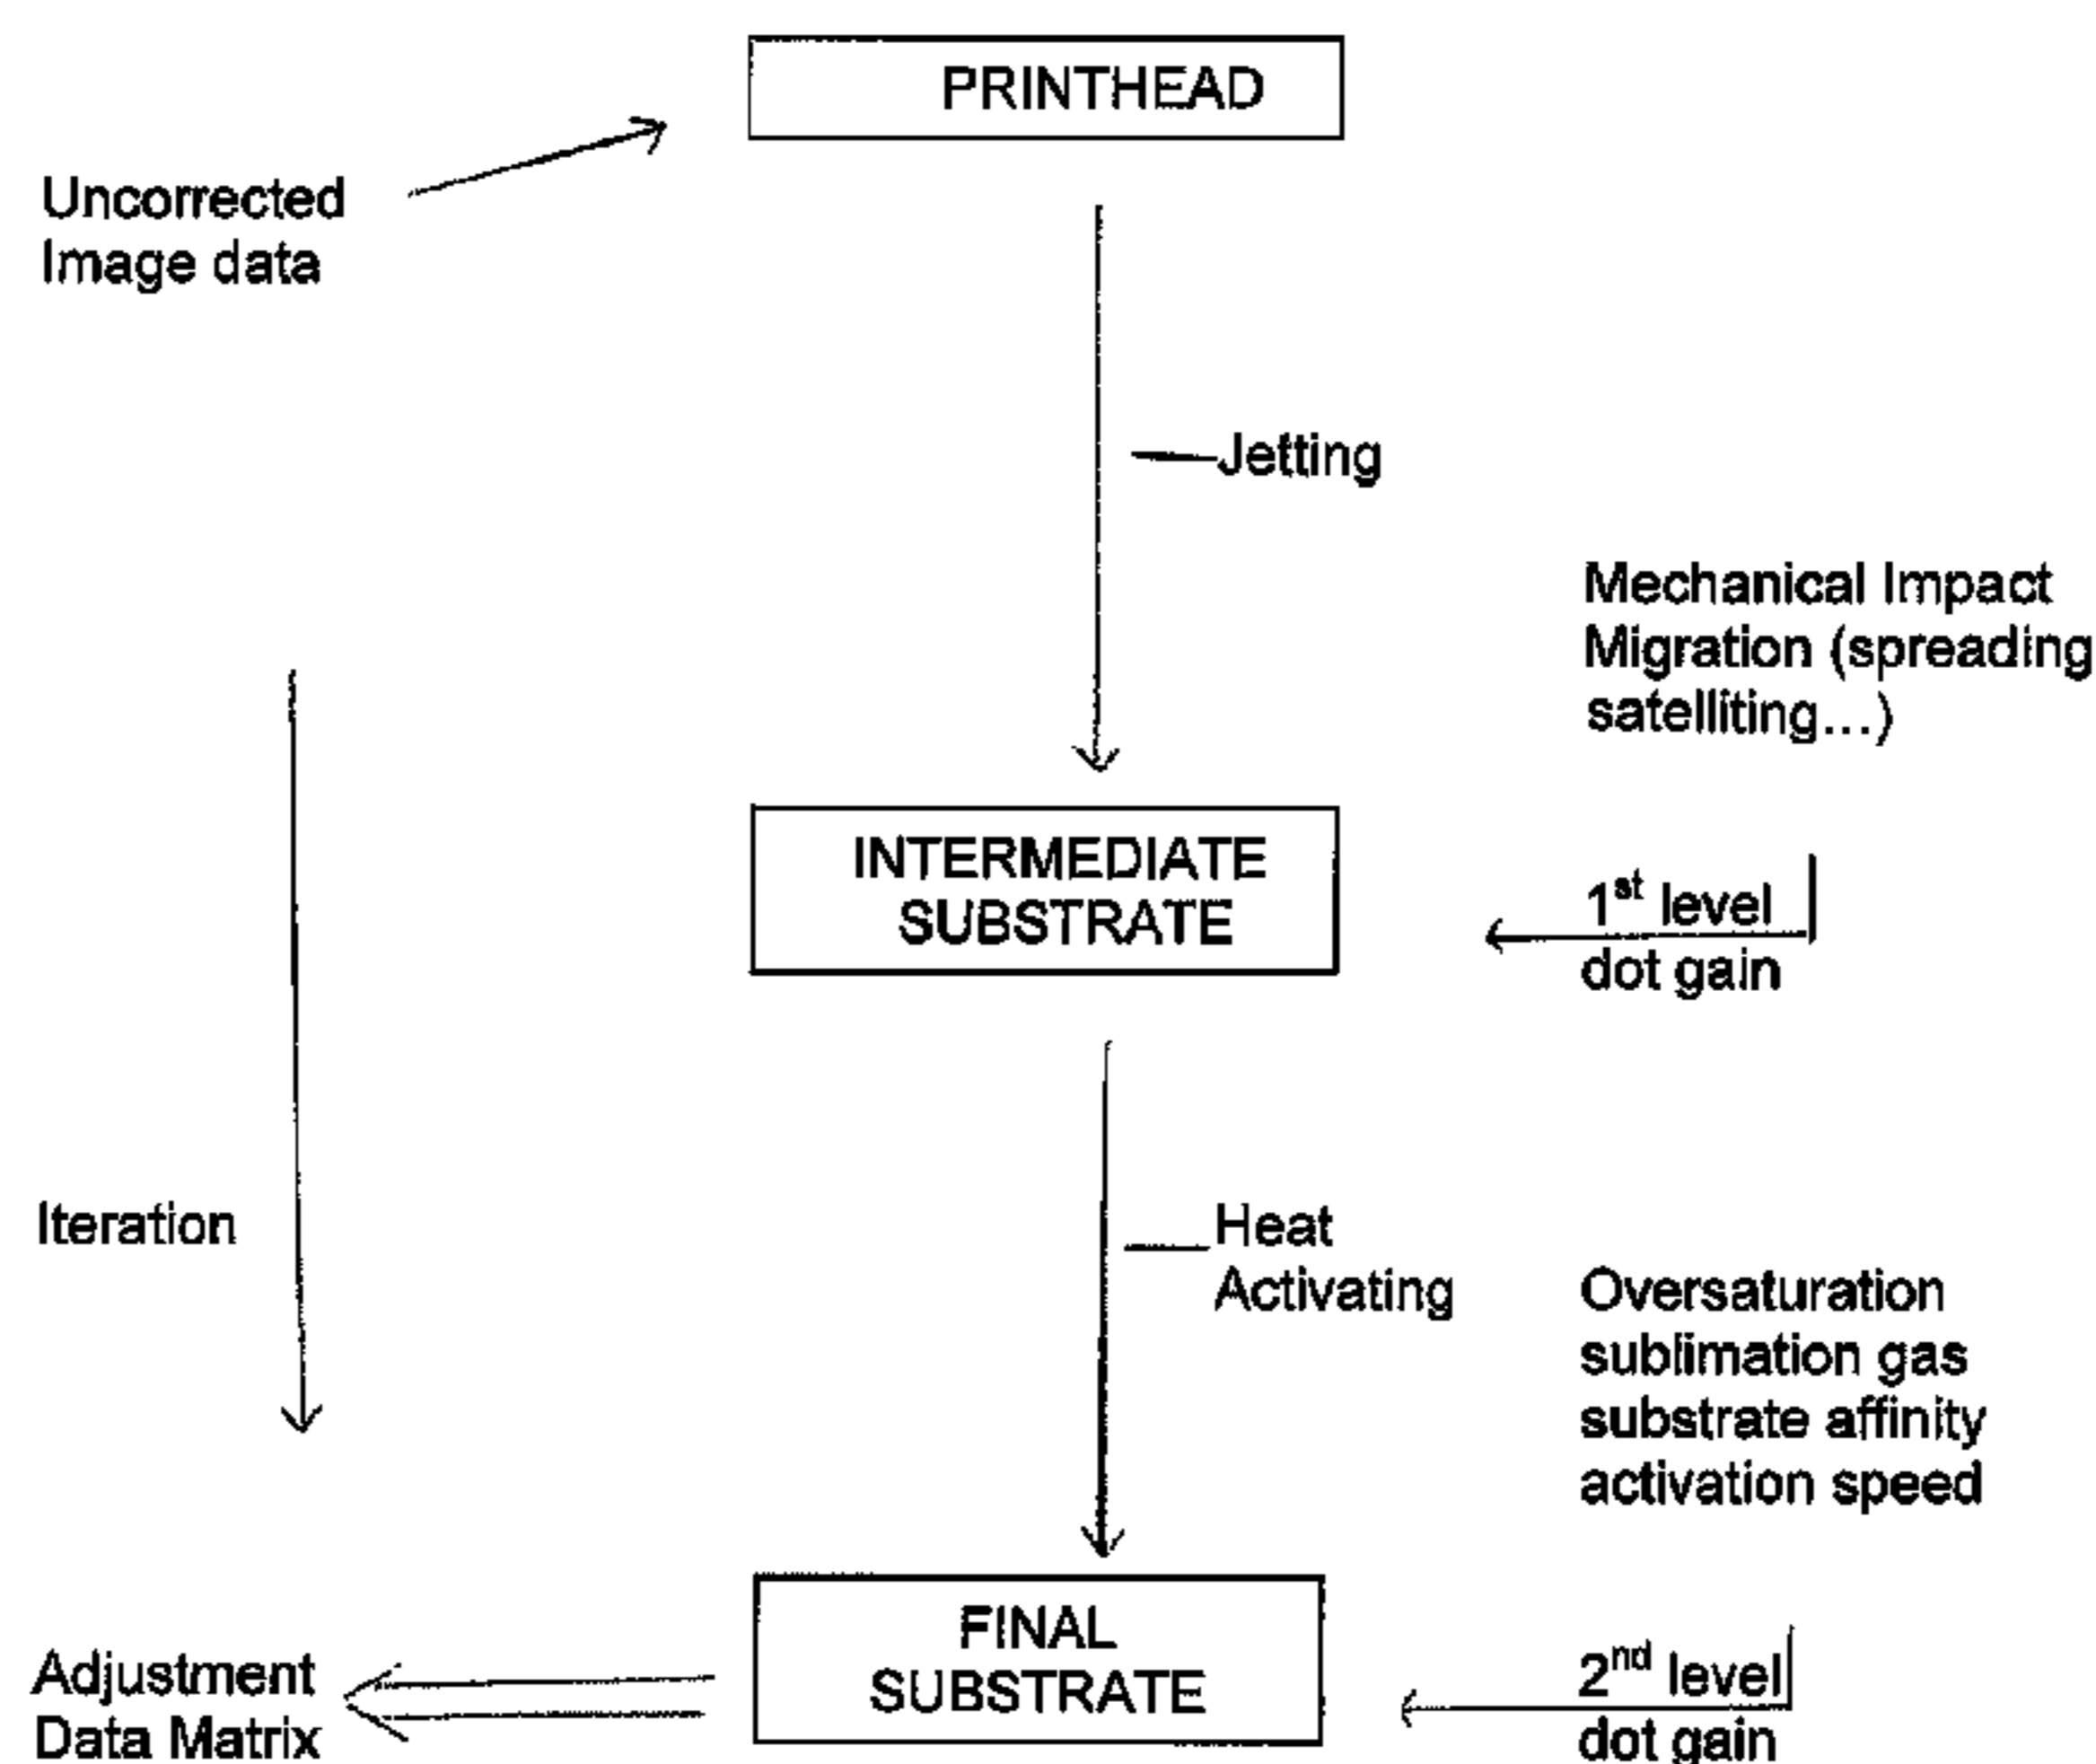 PRINTHEAD
Uncorrected
Image data
Jetting
Mechanical Impact
Migration (spreading
satelliting...)
INTERMEDIATE
SUBSTRATE
1st level
dot gain
Iteration
Heat
Activating
Oversaturation
sublimation gas
substrate affinity
activation speed
FINAL
SUBSTRATE
2nd level
dot gain
Adjustment
Data Matrix